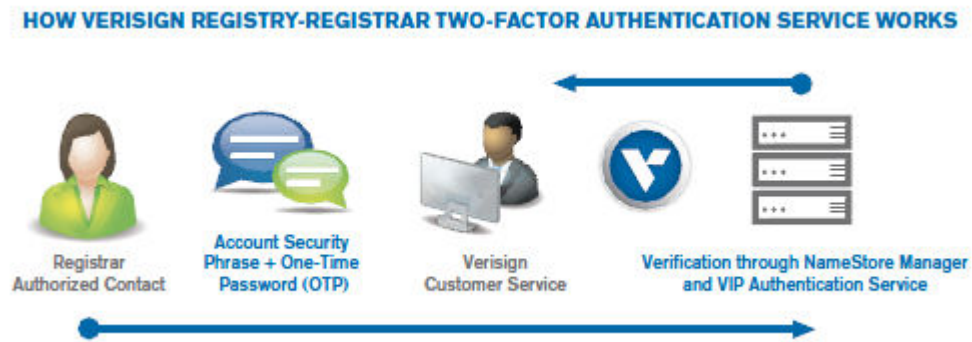 HOW VERISIGN REGISTRY-REGISTRAR TWO-FACTOR AUTHENTICATION SERVICE WORKS
Registrar
Authorized Contact
Account Security
Phrase + One-Time
Password (OTP)
Verisign
Customer Service
Verification through NameStore Manager
and VIP Authentication Service